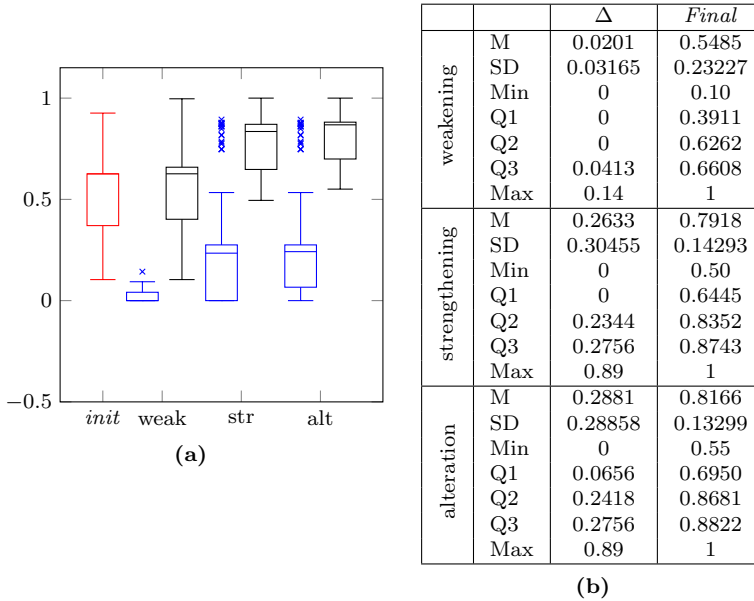 1
0.5
0
−0.5
init weak str alt
(a)
Δ Final
weakening
M 0.0201 0.5485
SD 0.03165 0.23227
Min 0 0.10
Q1 0 0.3911
Q2 0 0.6262
Q3 0.0413 0.6608
Max 0.14 1
strengthening
M 0.2633 0.7918
SD 0.30455 0.14293
Min 0 0.50
Q1 0 0.6445
Q2 0.2344 0.8352
Q3 0.2756 0.8743
Max 0.89 1
alteration
M 0.2881 0.8166
SD 0.28858 0.13299
Min 0 0.55
Q1 0.0656 0.6950
Q2 0.2418 0.8681
Q3 0.2756 0.8822
Max 0.89 1
(b)